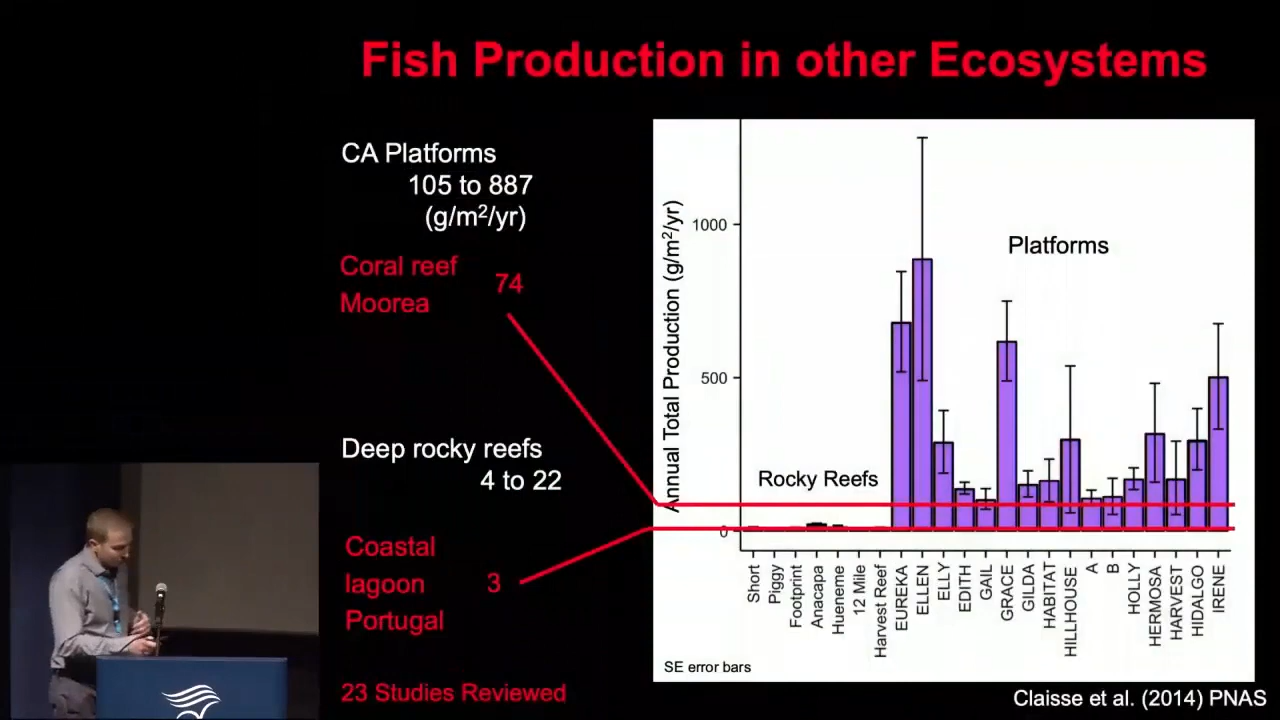 Fish Production in other Ecosystems
CA Platforms
105 to 887
(g/m²/yr)
Coral reef
Moorea
74
Deep rocky reefs
4 to 22
Coastal
lagoon
Portugal
3
23 Studies Reviewed
Annual Total Production (g/m²/yr)
1000
500
0
Rocky Reefs
Platforms
Short
Piggy
Footprint
Anacapa
Hueneme
12 Mile
Harvest Reef
EUREKA
ELLEN
ELLY
EDITH
GAIL
GRACE
GILDA
HABITAT
HILLHOUSE
A
B
HOLLY
HERMOSA
HARVEST
HIDALGO
IRENE
SE error bars
Claisse et al. (2014) PNAS